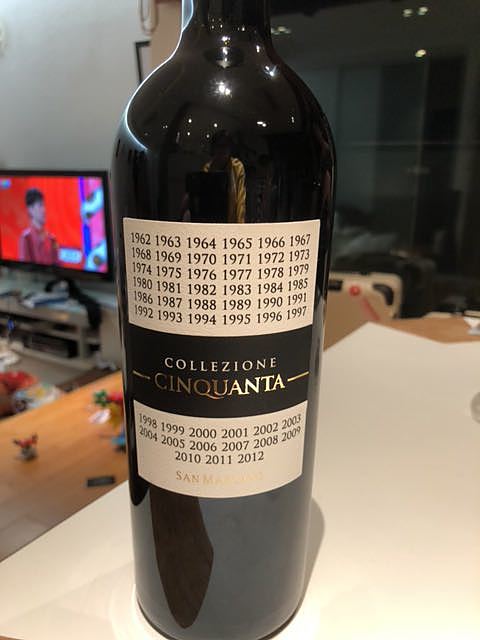 1962 1963 1964 1965 1966 1967
1968 1969 1970 1971 1972 1973
1974 1975 1976 1977 1978 1979
1980 1981 1982 1983 1984 1985
1986 1987 1988 1989 1990 1991
1992 1993 1994 1995 1996 1997
COLLEZIONE
CINQUANTA
1998 1999 2000 2001 2002 2003
2004 2005 2006 2007 2008 2009
2010 2011 2012
SAN